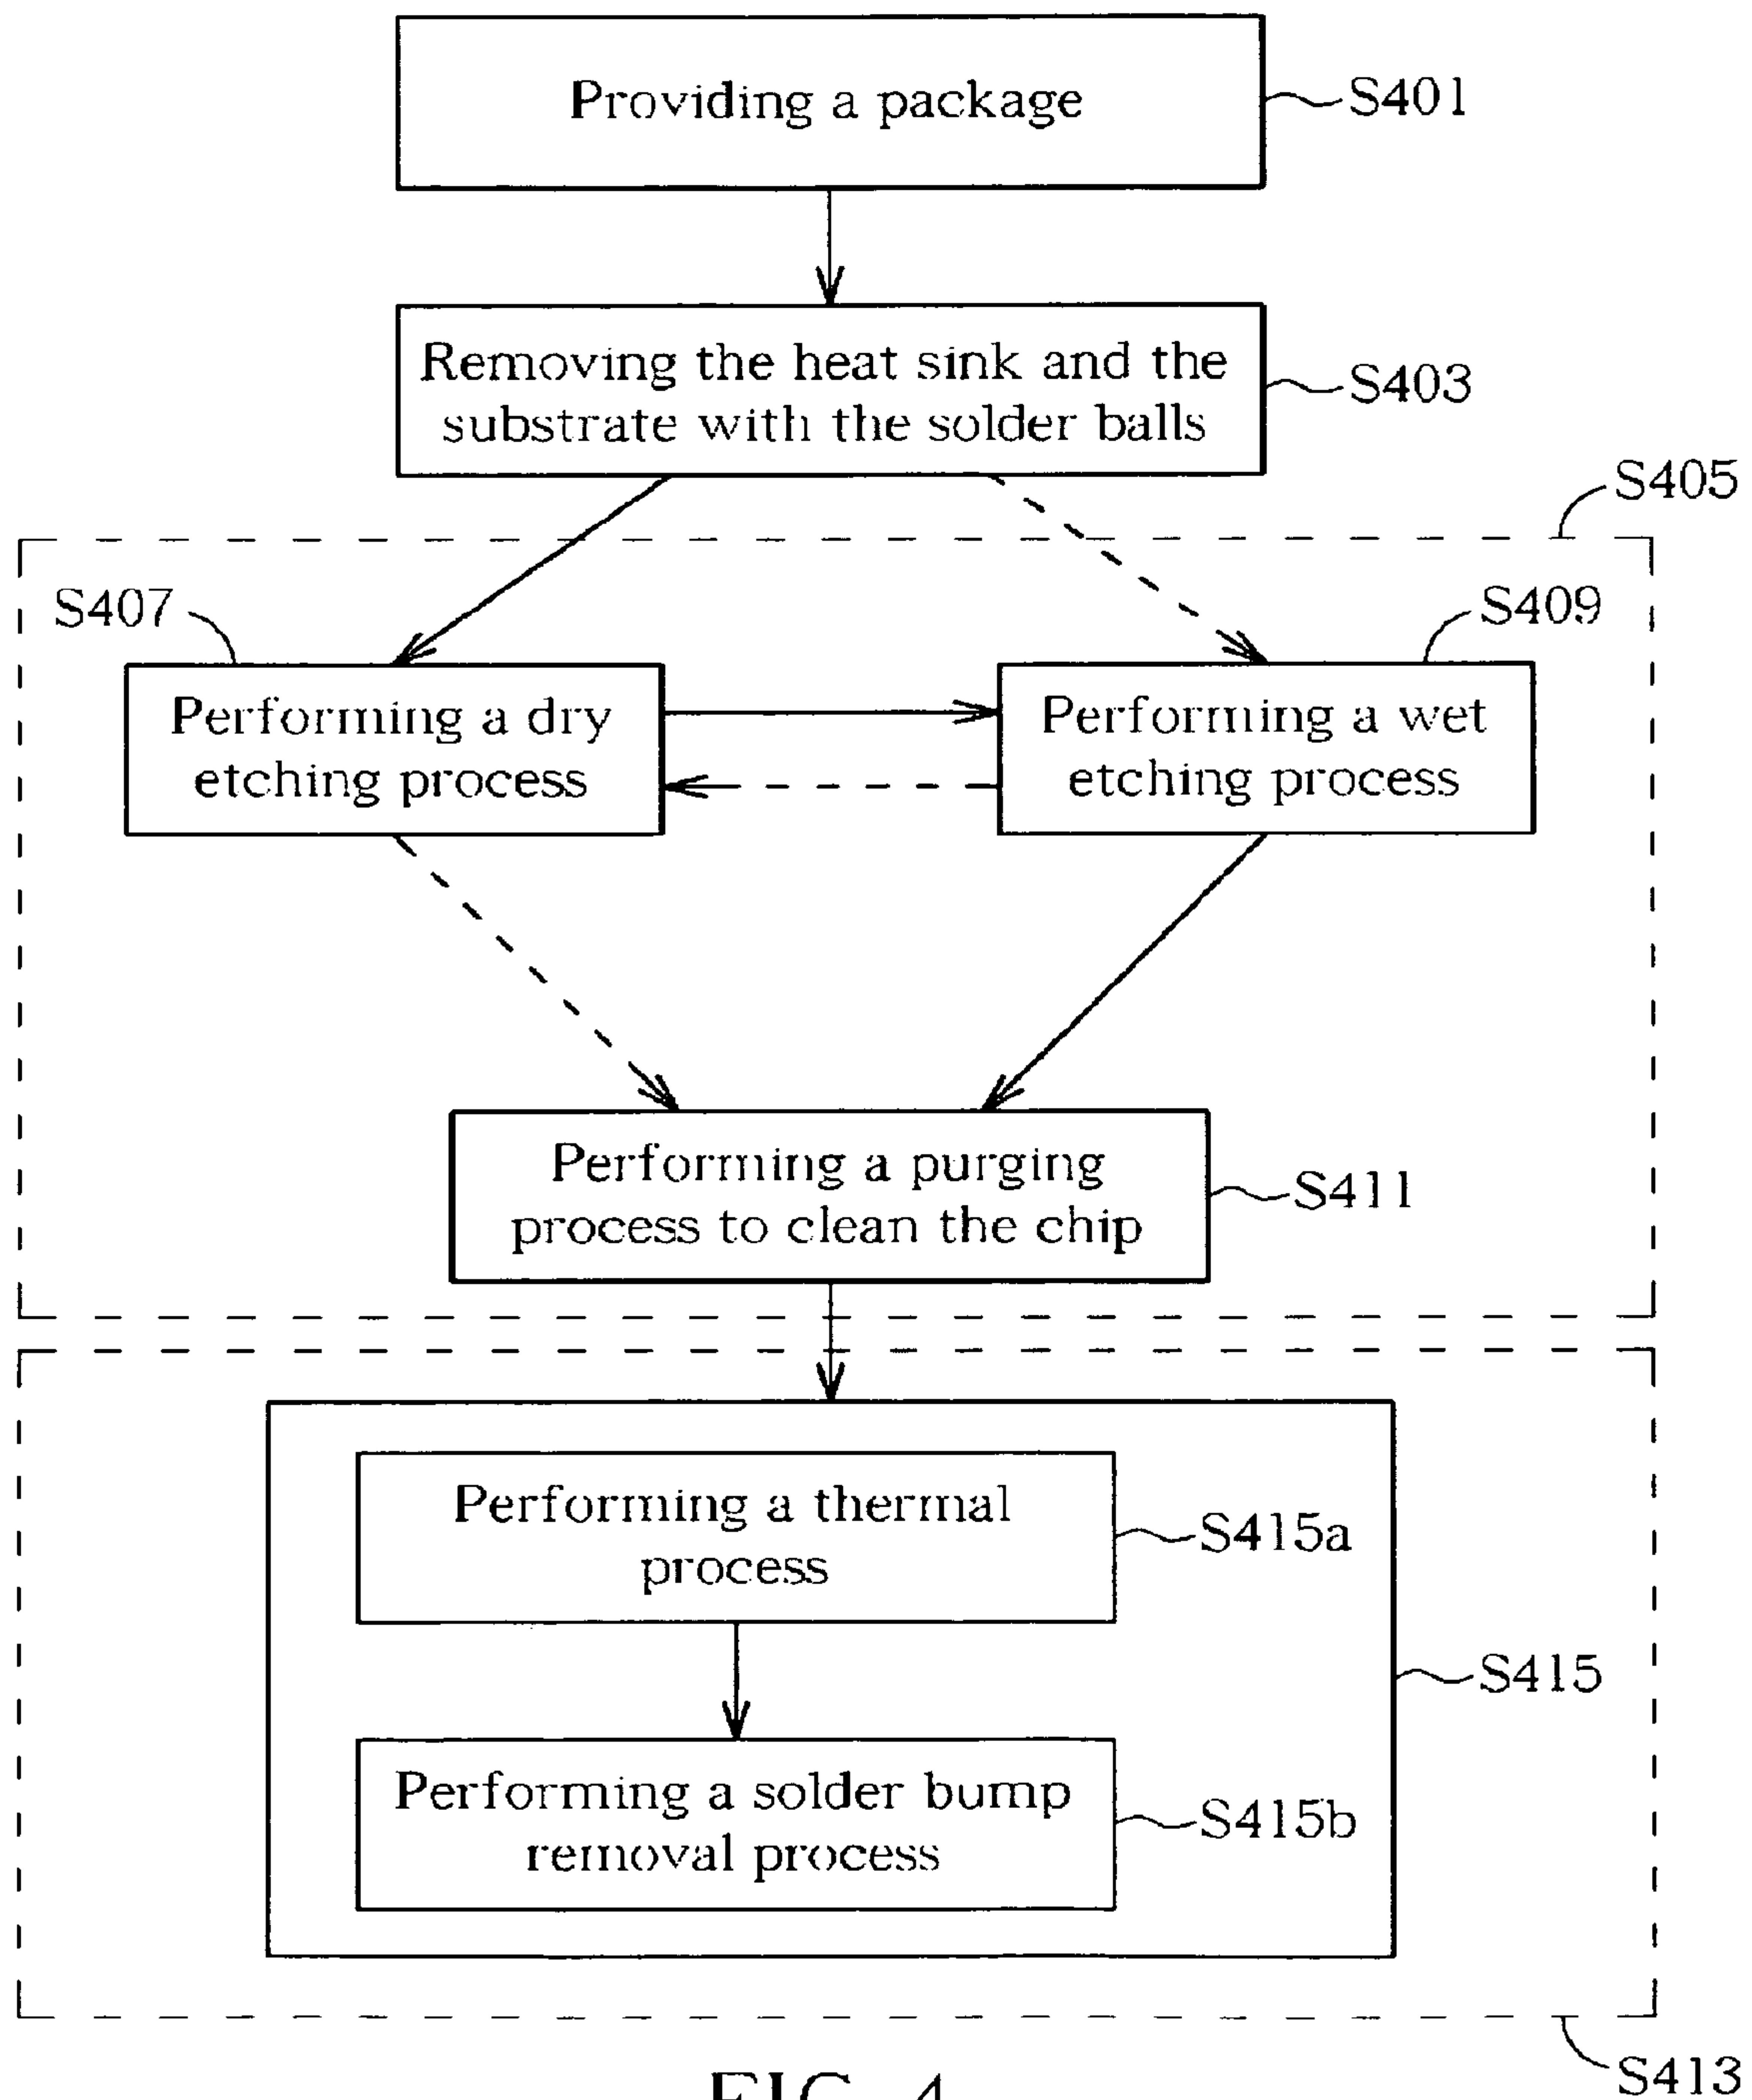 Providing a package
S401
Removing the heat sink and the
substrate with the solder balls
S403
S405
S407
S409
Performing a dry
etching process
Performing a wet
etching process
Performing a purging
process to clean the chip
S411
Performing a thermal
process
S415a
S415
Performing a solder bump
removal process
S415b
S413
FIG. 4